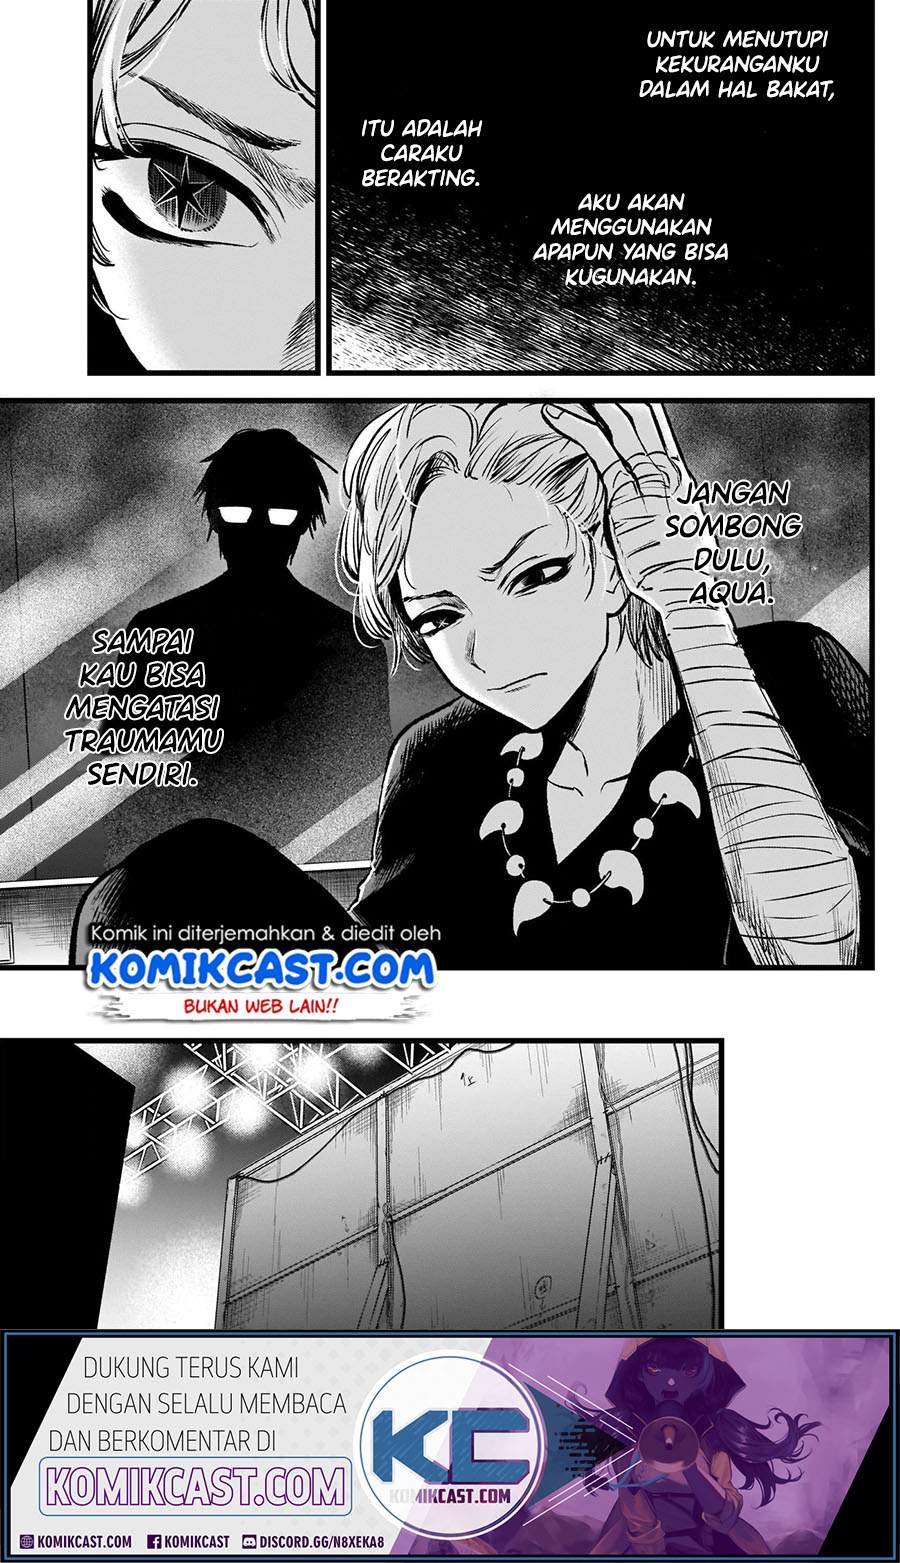 UNTUK MENUTUPI
KEKURANGANKU
DALAM HAL BAKAT,
AKU AKAN
MENGGUNAKAN
APAPUN YANG BISA
KUGUNAKAN.
ITU ADALAH
CARAKU
BERAKTING.
JANGAN
SOMBONG
DULU,
AQUA.
SAMPAI
KAU BISA
MENGATASI
TRAUMAMU
SENDIRI.
Komik ini diterjemahkan & diedit oleh
KOMIKCAST.COM
BUKAN WEB LAIN!!
1上
DUKUNG TERUS KAMI
DENGAN SELALU MEMBACA
DAN BERKOMENTAR DI
KOMIKCAST.COM
KOMIKCAST.COM KOMIKCAST.COM DISCORD.GG/N8XEKA8
KC
KOMIKCAST.COM